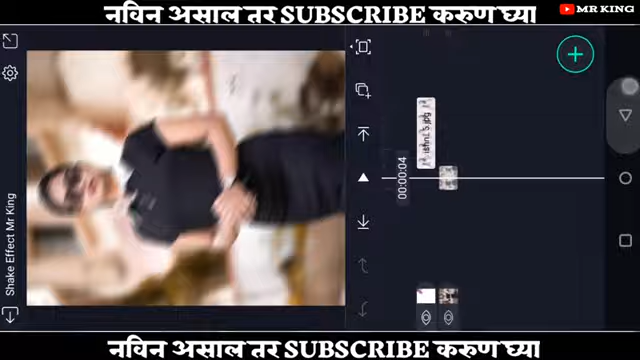 नविन असाल तर SUBSCRIBE करुण घ्या
MR KING
Shake Effect Mr King
00:00:04
नविन असाल तर SUBSCRIBE करुण घ्या